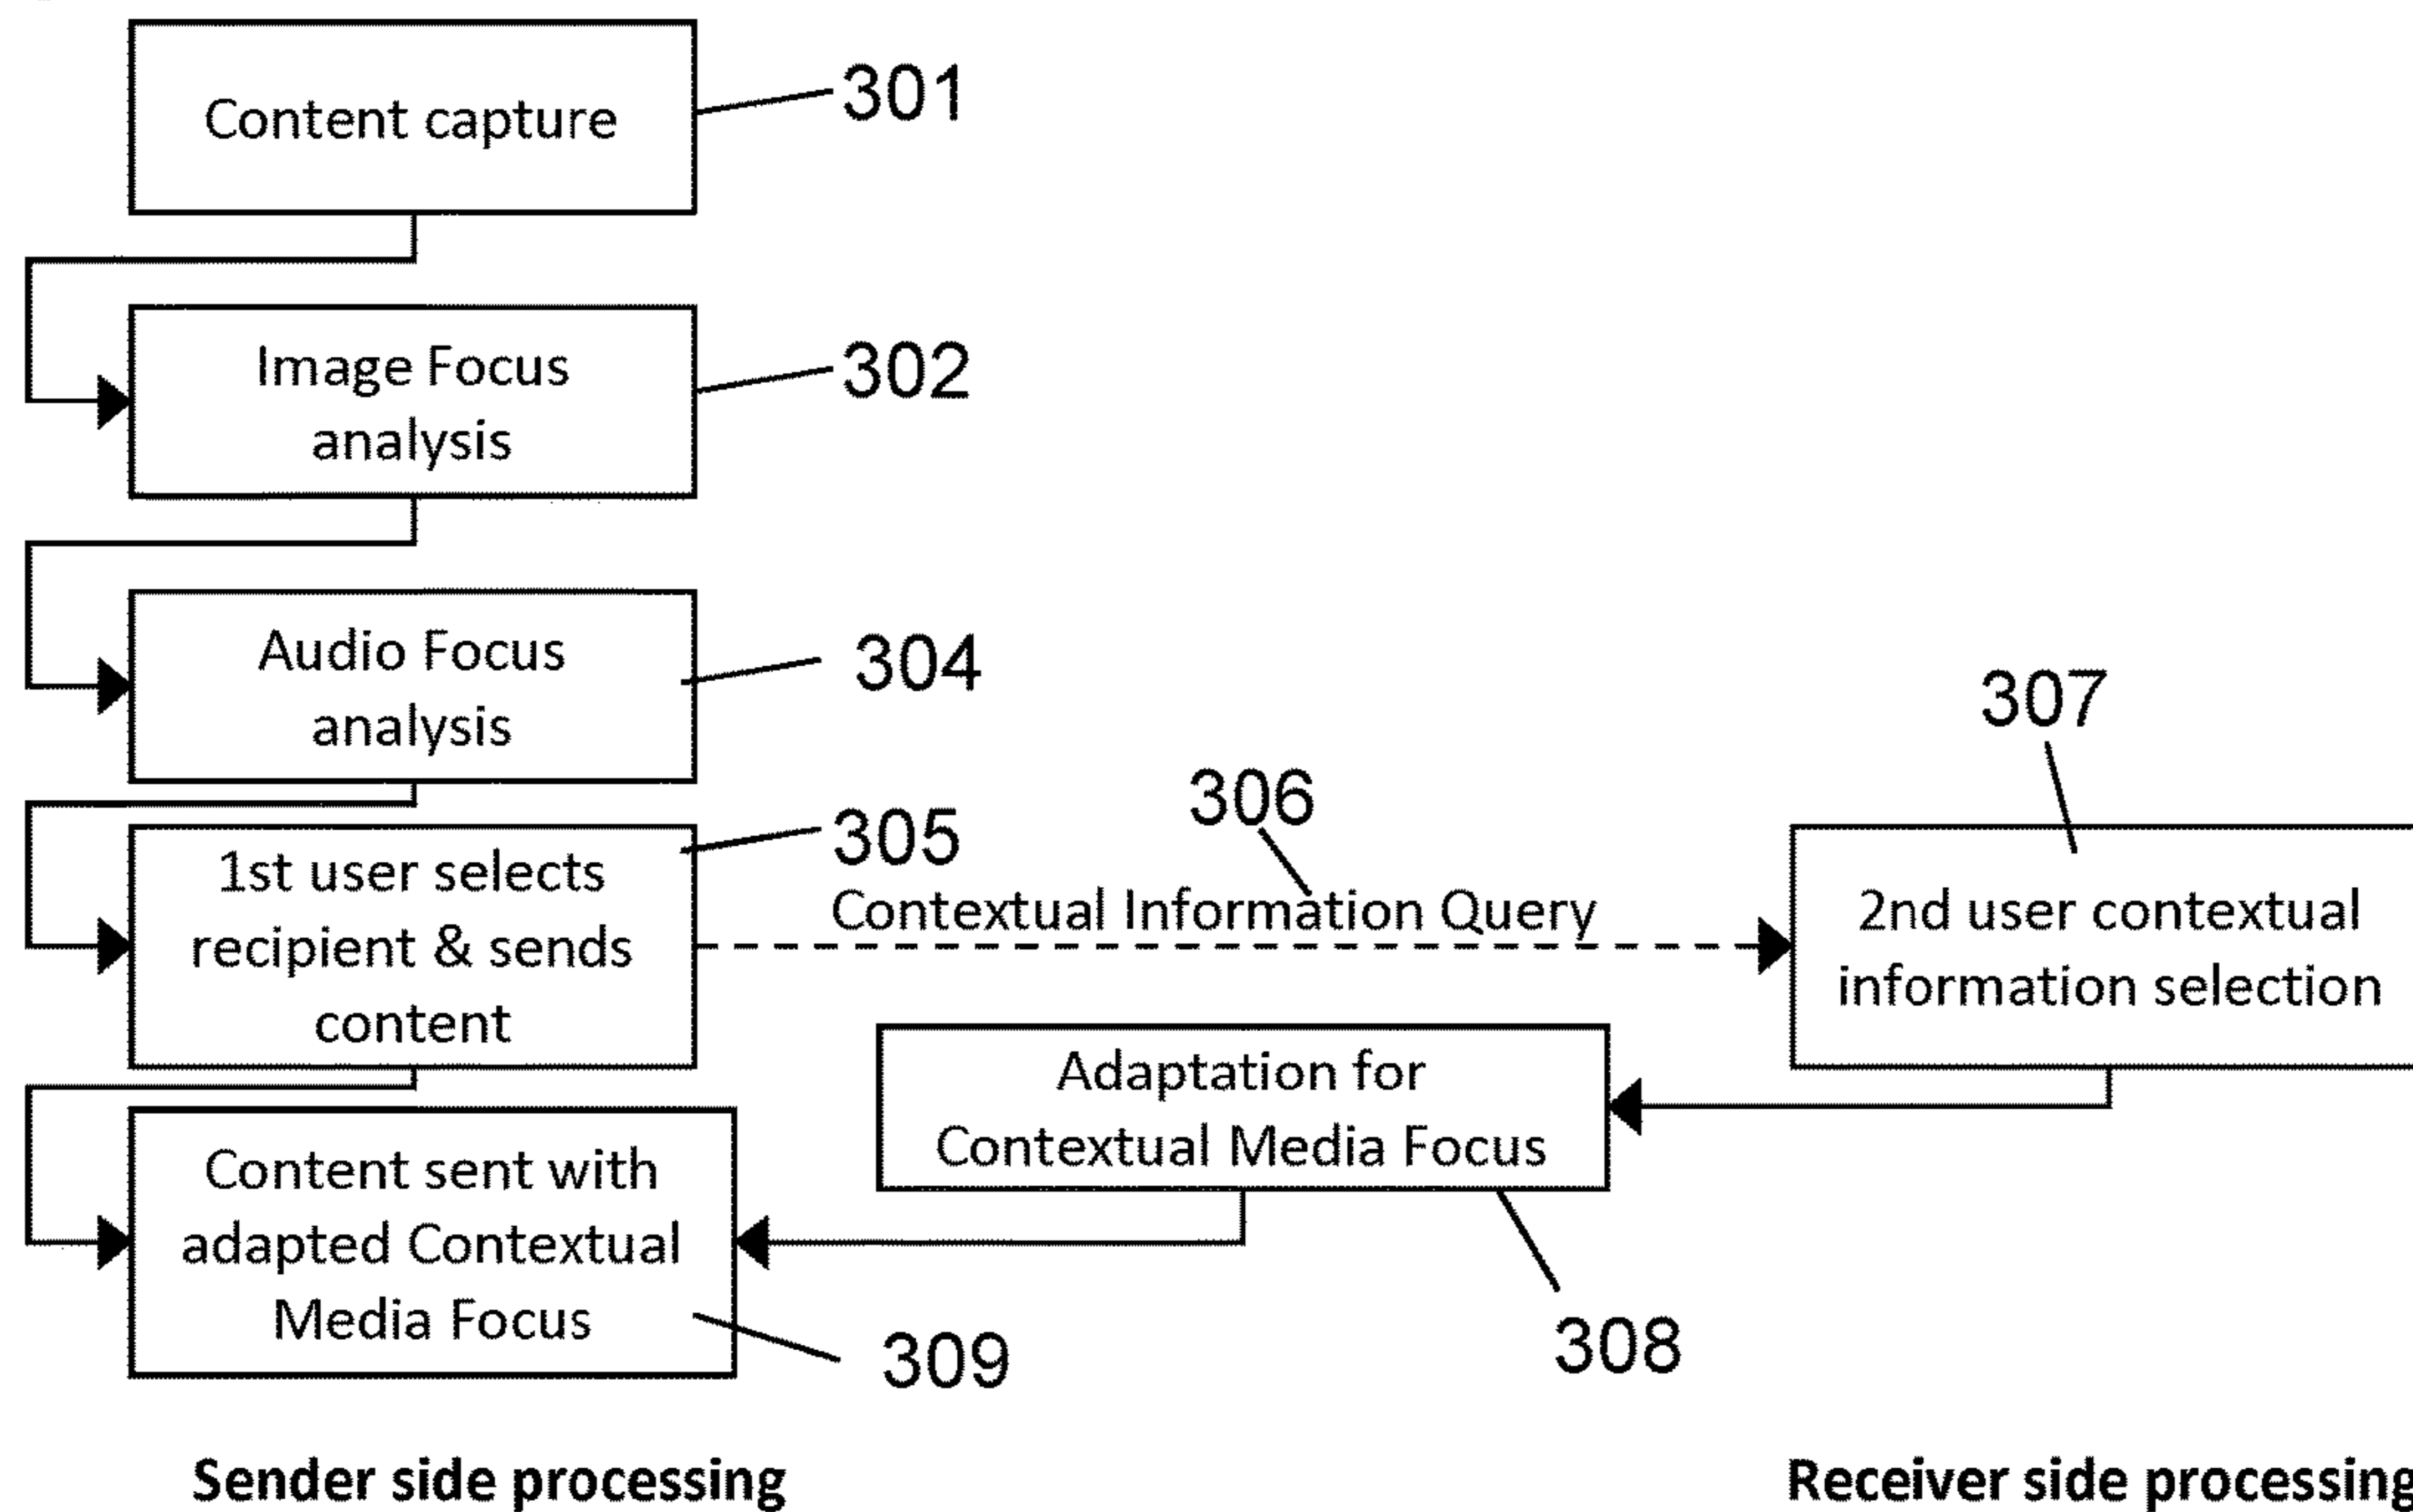 Content capture
301
Image Focus
analysis
302
Audio Focus
analysis
304
1st user selects
recipient & sends
content
305
306
Contextual Information Query
307
2nd user contextual
information selection
Adaptation for
Contextual Media Focus
308
Content sent with
adapted Contextual
Media Focus
309
Sender side processing
Receiver side processing